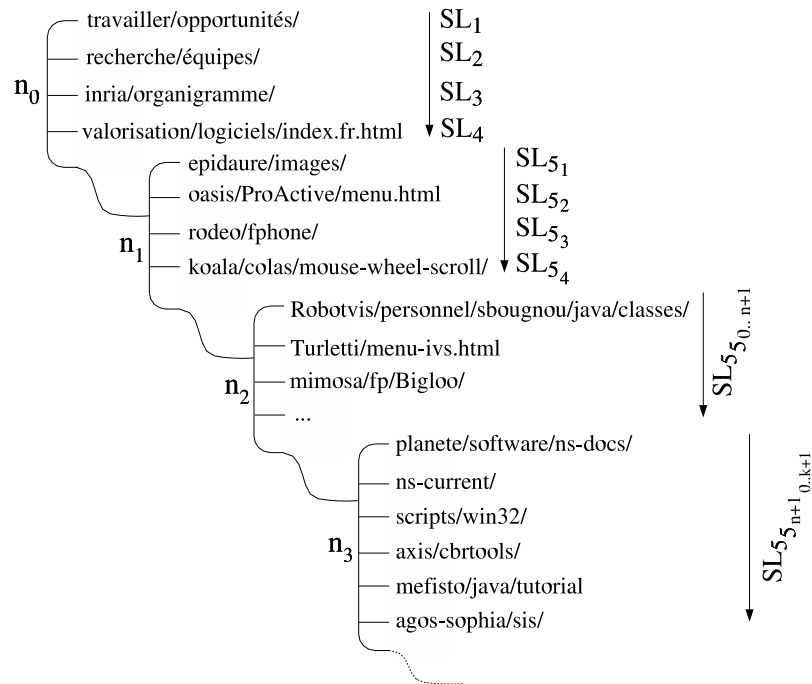 travailler/opportunités/ SL1
recherche/équipes/ SL2
n0
inria/organigramme/ SL3
valorisation/logiciels/index.fr.html SL4
epidaure/images/ SL51
oasis/ProActive/menu.html SL52
n1
rodeo/fphone/ SL53
koala/colas/mouse-wheel-scroll/ SL54
Robotvis/personnel/sbougnou/java/classes/
Turletti/menu-ivs.html
n2
mimosa/fp/Bigloo/
...
SL550..n+1
planete/software/ns-docs/
ns-current/
scripts/win32/
n3
axis/cbrtools/
mefisto/java/tutorial
agos-sophia/sis/
SL55n+10..k+1